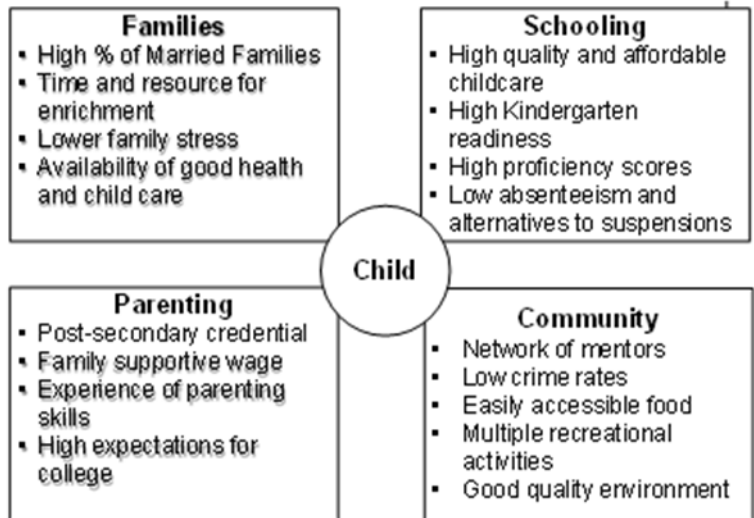 Families
▪ High % of Married Families
▪ Time and resource for
enrichment
▪ Lower family stress
▪ Availability of good health
and child care
Schooling
▪ High quality and affordable
childcare
▪ High Kindergarten
readiness
▪ High proficiency scores
▪ Low absenteeism and
alternatives to suspensions
Child
Parenting
▪ Post-secondary credential
▪ Family supportive wage
▪ Experience of parenting
skills
▪ High expectations for
college
Community
▪ Network of mentors
▪ Low crime rates
▪ Easily accessible food
▪ Multiple recreational
activities
▪ Good quality environment